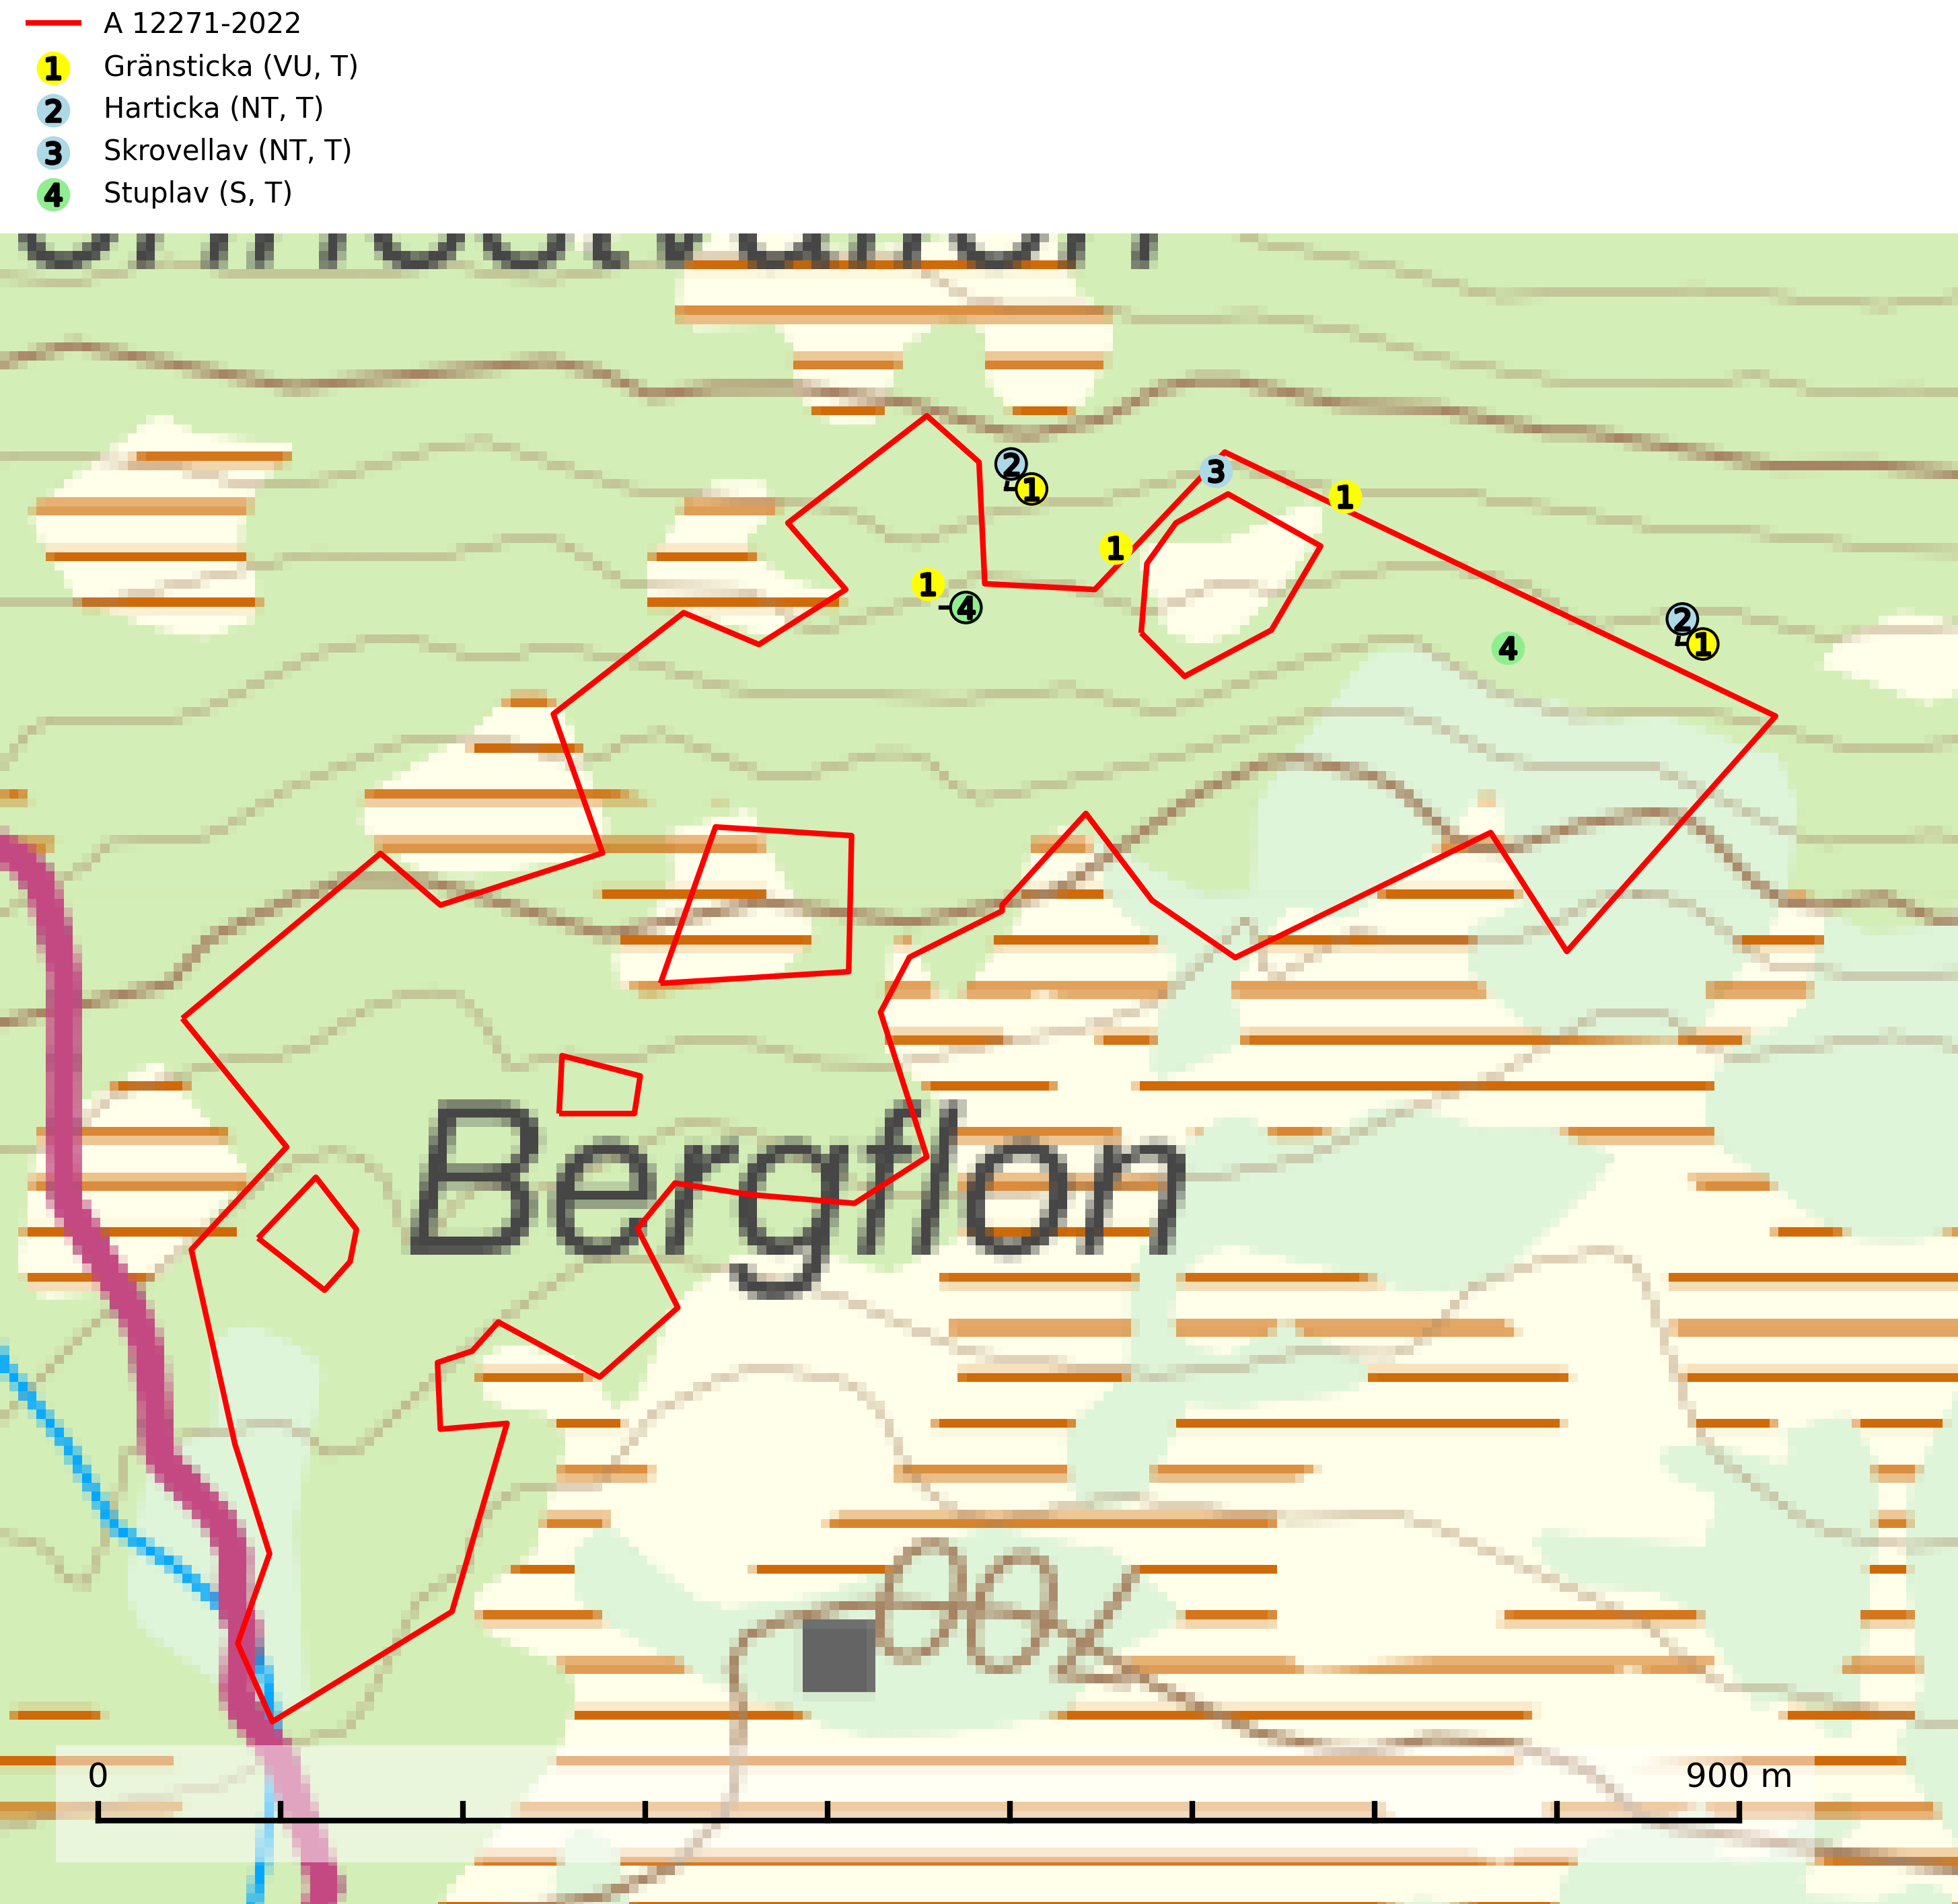 A 12271-2022
1 Gränsticka (VU, T)
2 Harticka (NT, T)
3 Skrovellav (NT, T)
4 Stuplav (S, T)
2
1
3
1
1
1
4
2
1
4
Bergflon
0 900 m